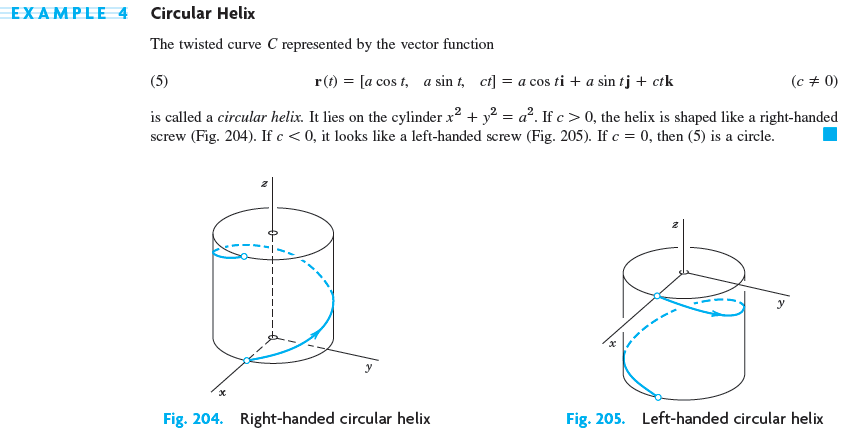 EXAMPLE 4 Circular Helix
The twisted curve C represented by the vector function
(5) r(t) = [a cos t, a sin t, ct] = a cos ti + a sin tj + ctk (c ≠ 0)
is called a circular helix. It lies on the cylinder x² + y² = a². If c > 0, the helix is shaped like a right-handed
screw (Fig. 204). If c < 0, it looks like a left-handed screw (Fig. 205). If c = 0, then (5) is a circle.
z
y
x
z
y
x
Fig. 204. Right-handed circular helix
Fig. 205. Left-handed circular helix